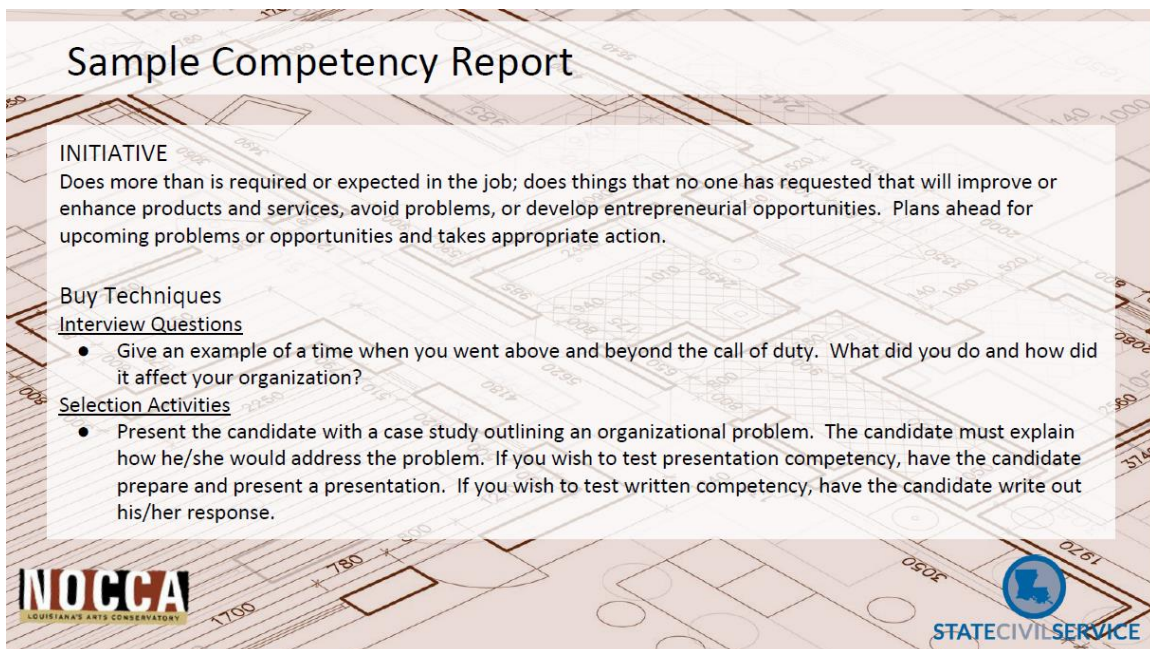 Sample Competency Report
INITIATIVE
Does more than is required or expected in the job; does things that no one has requested that will improve or
enhance products and services, avoid problems, or develop entrepreneurial opportunities.  Plans ahead for
upcoming problems or opportunities and takes appropriate action.
Buy Techniques
Interview Questions
● Give an example of a time when you went above and beyond the call of duty.  What did you do and how did
it affect your organization?
Selection Activities
● Present the candidate with a case study outlining an organizational problem.  The candidate must explain
how he/she would address the problem.  If you wish to test presentation competency, have the candidate
prepare and present a presentation.  If you wish to test written competency, have the candidate write out
his/her response.
780
1700
3050
1970
NOCCA
LOUISIANA'S ARTS CONSERVATORY
STATECIVILSERVICE